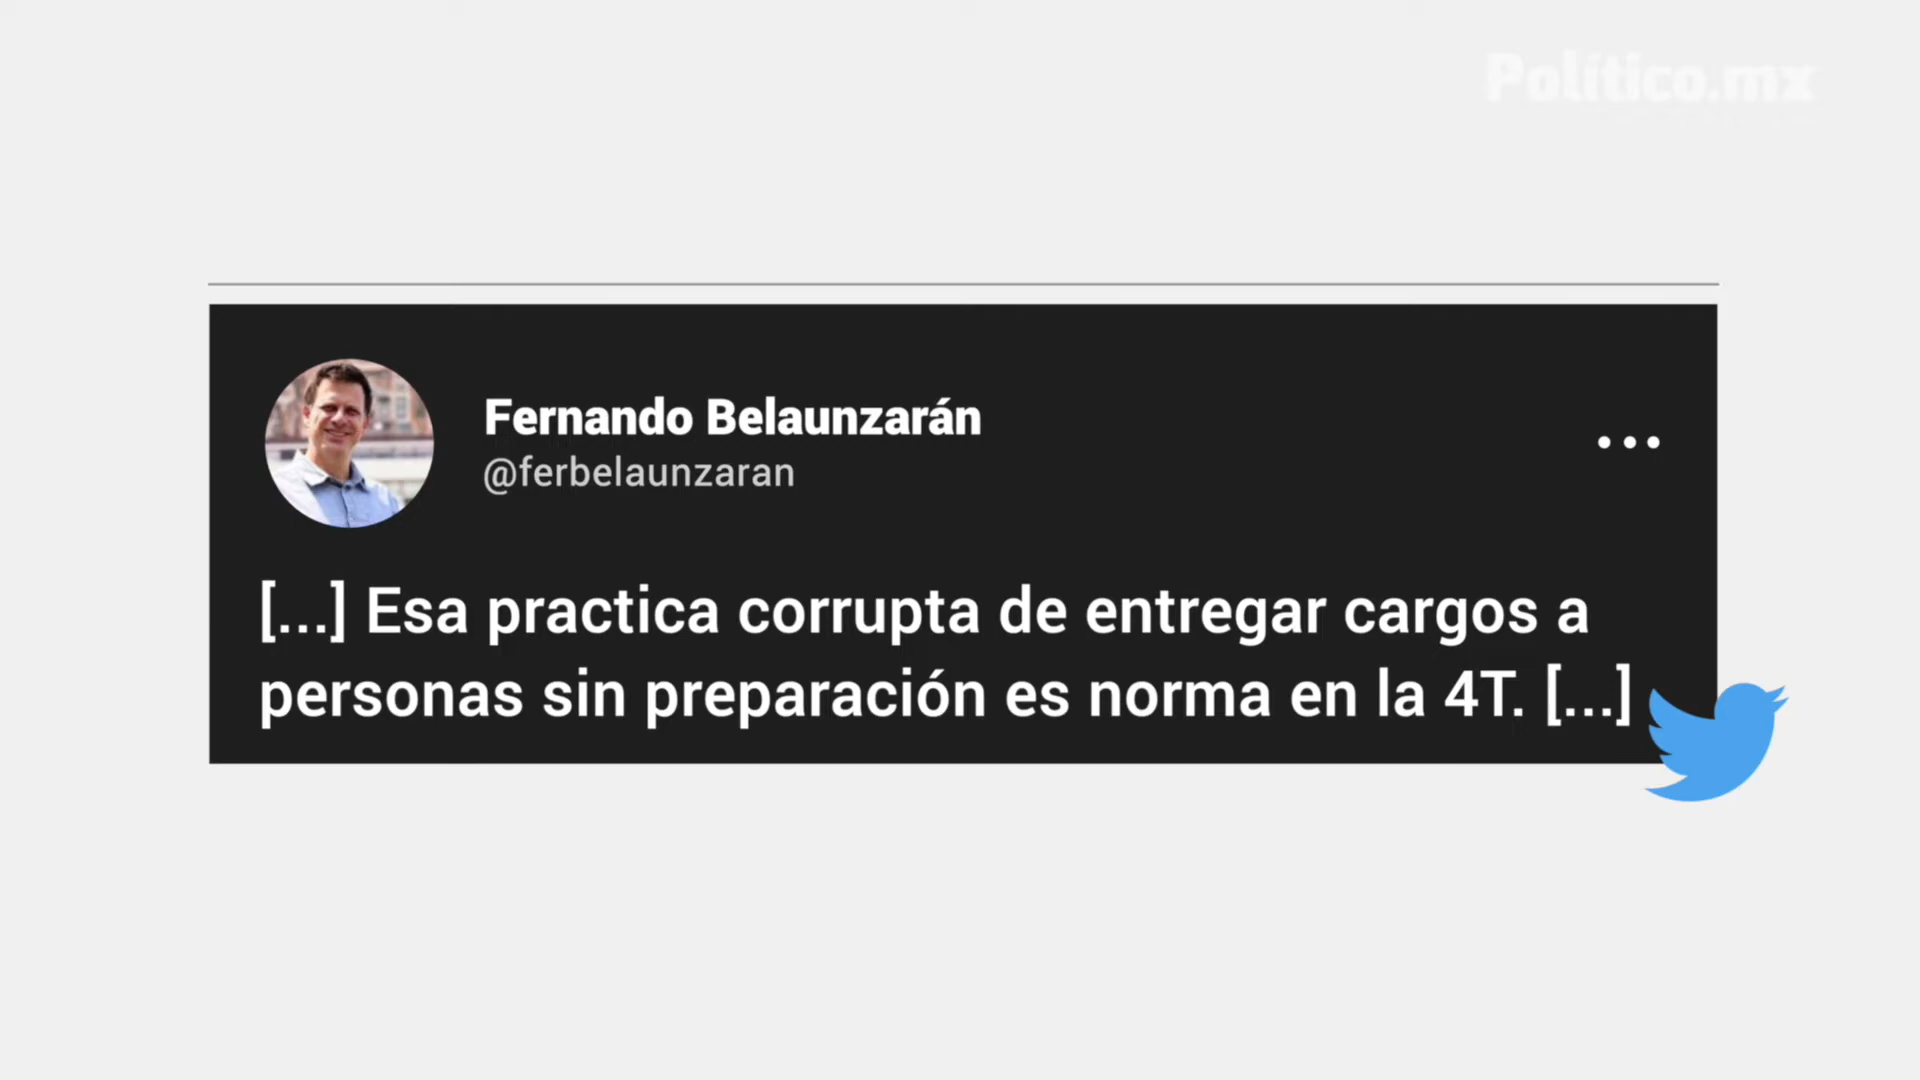 Político.mx
Fernando Belaunzarán
@ferbelaunzaran
[...] Esa practica corrupta de entregar cargos a
personas sin preparación es norma en la 4T. [...]